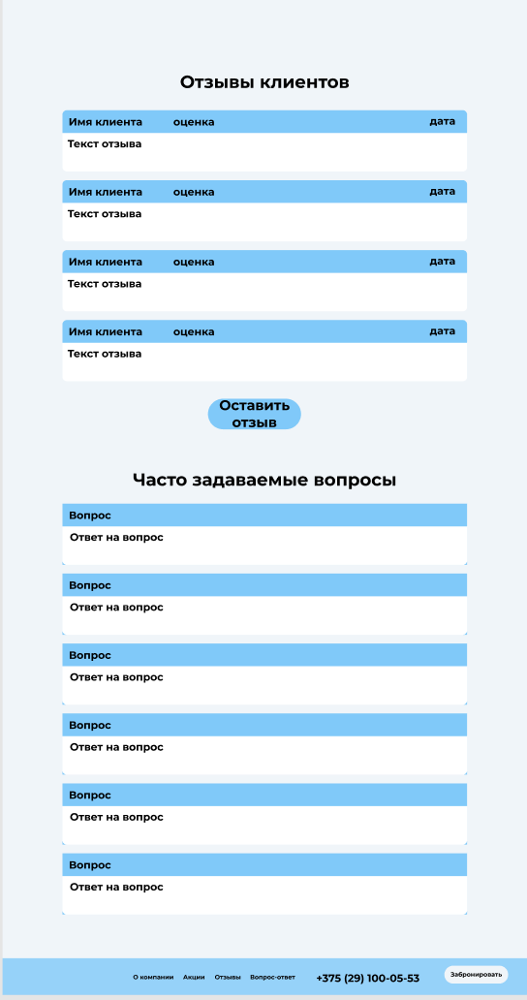 Отзывы клиентов
Имя клиента оценка дата
Текст отзыва
Имя клиента оценка дата
Текст отзыва
Имя клиента оценка дата
Текст отзыва
Имя клиента оценка дата
Текст отзыва
Оставить
отзыв
Часто задаваемые вопросы
Вопрос
Ответ на вопрос
Вопрос
Ответ на вопрос
Вопрос
Ответ на вопрос
Вопрос
Ответ на вопрос
Вопрос
Ответ на вопрос
Вопрос
Ответ на вопрос
О компании Акции Отзывы Вопрос-ответ +375 (29) 100-05-53 Забронировать